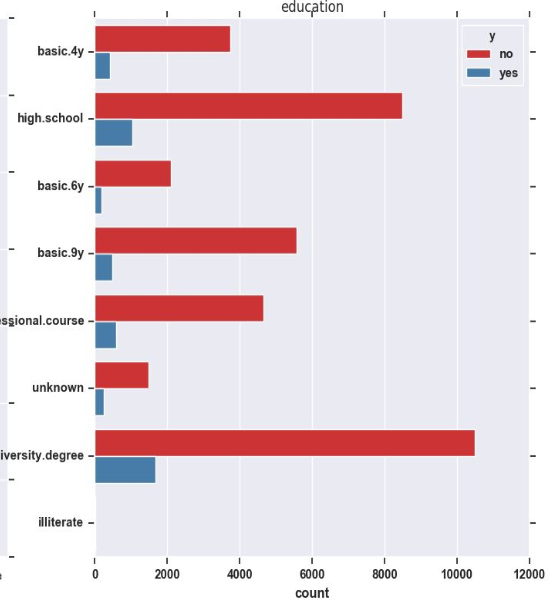 education
y
no
yes
basic.4y
high.school
basic.6y
basic.9y
essional.course
unknown
iversity.degree
illiterate
0 2000 4000 6000 8000 10000 12000
count